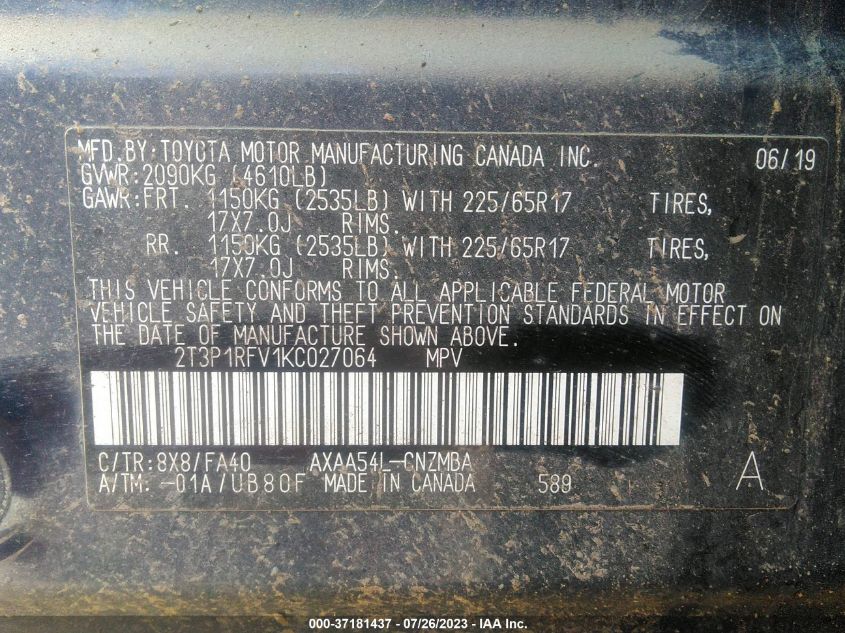 MFD.BY:TOYOTA MOTOR MANUFACTURING CANADA INC. 06/19
GVWR:2090KG (4610LB)
GAWR:FRT. 1150KG (2535LB) WITH 225/65R17 TIRES,
17X7.0J RIMS.
RR. 1150KG (2535LB) WITH 225/65R17 TIRES,
17X7.0J RIMS.
THIS VEHICLE CONFORMS TO ALL APPLICABLE FEDERAL MOTOR
VEHICLE SAFETY AND THEFT PREVENTION STANDARDS IN EFFECT ON
THE DATE OF MANUFACTURE SHOWN ABOVE.
2T3P1RFV1KC027064 MPV
C/TR:8X8/FA40 AXAA54L-CNZMBA
A/TM: -01A/UB80F MADE IN CANADA 589 A
000-37181437 - 07/26/2023 - IAA Inc.